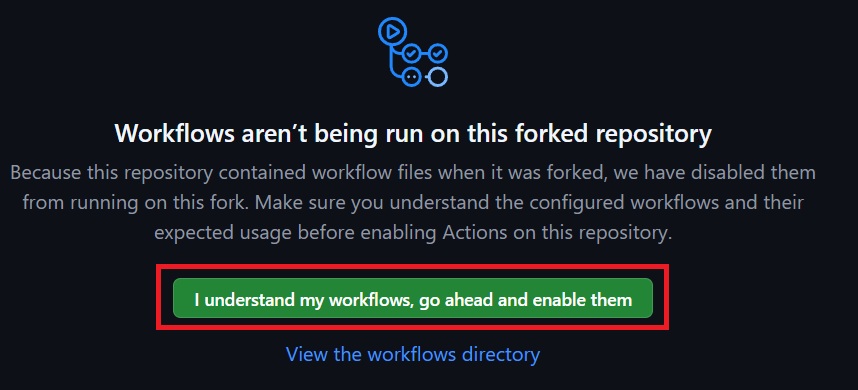 Workflows aren’t being run on this forked repository
Because this repository contained workflow files when it was forked, we have disabled them
from running on this fork. Make sure you understand the configured workflows and their
expected usage before enabling Actions on this repository.
I understand my workflows, go ahead and enable them
View the workflows directory